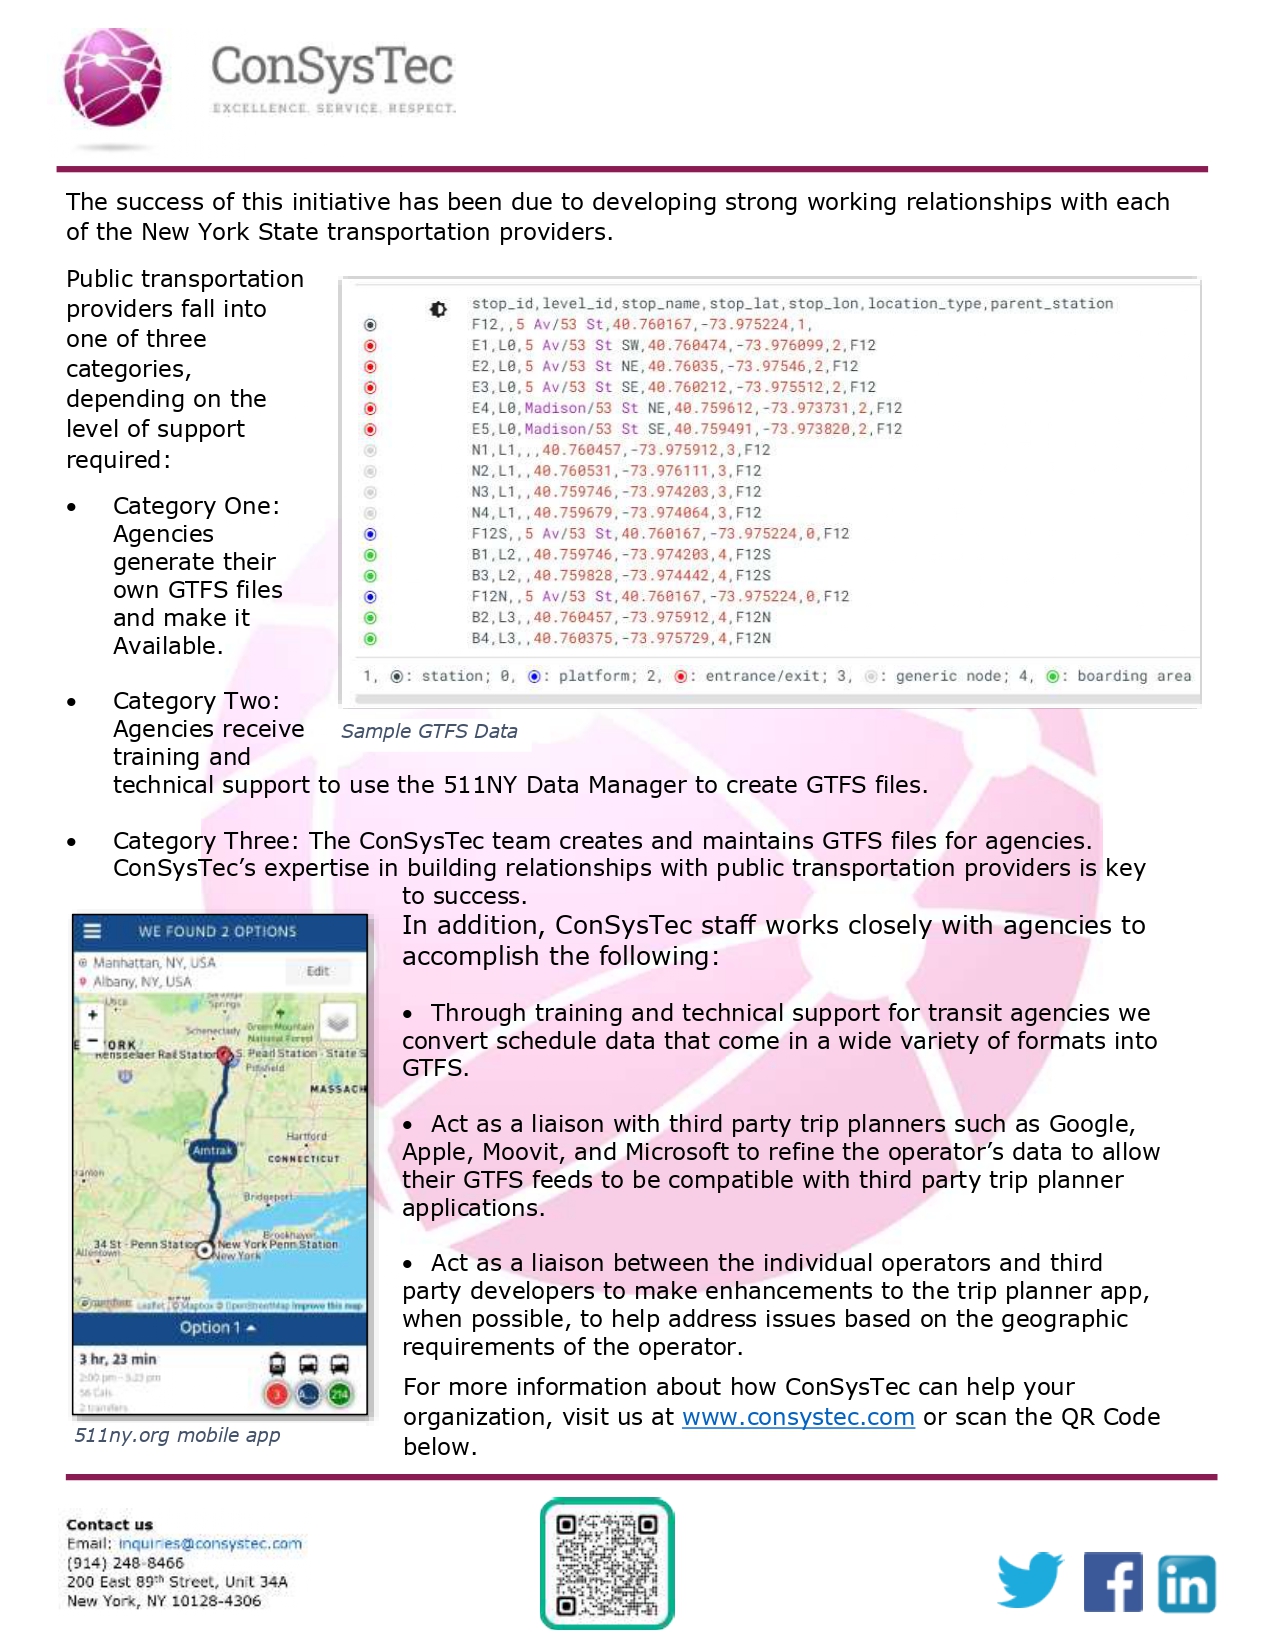 ConSysTec
EXCELLENCE. SERVICE. RESPECT.
The success of this initiative has been due to developing strong working relationships with each
of the New York State transportation providers.
Public transportation
providers fall into
one of three
categories,
depending on the
level of support
required:
• Category One:
Agencies
generate their
own GTFS files
and make it
Available.
• Category Two:
Agencies receive
training and
technical support to use the 511NY Data Manager to create GTFS files.
stop_id,level_id,stop_name,stop_lat,stop_lon,location_type,parent_station
F12,,5 Av/53 St,40.760167,-73.975224,1,
E1,L0,5 Av/53 St SW,40.760474,-73.976099,2,F12
E2,L0,5 Av/53 St NE,40.76035,-73.97546,2,F12
E3,L0,5 Av/53 St SE,40.760212,-73.975512,2,F12
E4,L0,Madison/53 St NE,40.759612,-73.973731,2,F12
E5,L0,Madison/53 St SE,40.759491,-73.973820,2,F12
N1,L1,,,40.760457,-73.975912,3,F12
N2,L1,,40.760531,-73.976111,3,F12
N3,L1,,40.759746,-73.974203,3,F12
N4,L1,,40.759679,-73.974064,3,F12
F12S,,5 Av/53 St,40.760167,-73.975224,0,F12
B1,L2,,40.759746,-73.974203,4,F12S
B3,L2,,40.759828,-73.974442,4,F12S
F12N,,5 Av/53 St,40.760167,-73.975224,0,F12
B2,L3,,40.760457,-73.975912,4,F12N
B4,L3,,40.760375,-73.975729,4,F12N
1, : station; 0, : platform; 2, : entrance/exit; 3, : generic node; 4, : boarding area
Sample GTFS Data
• Category Three: The ConSysTec team creates and maintains GTFS files for agencies.
ConSysTec’s expertise in building relationships with public transportation providers is key
to success.
In addition, ConSysTec staff works closely with agencies to
accomplish the following:
• Through training and technical support for transit agencies we
convert schedule data that come in a wide variety of formats into
GTFS.
• Act as a liaison with third party trip planners such as Google,
Apple, Moovit, and Microsoft to refine the operator’s data to allow
their GTFS feeds to be compatible with third party trip planner
applications.
• Act as a liaison between the individual operators and third
party developers to make enhancements to the trip planner app,
when possible, to help address issues based on the geographic
requirements of the operator.
For more information about how ConSysTec can help your
organization, visit us at www.consystec.com or scan the QR Code
below.
WE FOUND 2 OPTIONS
Manhattan, NY, USA
Albany, NY, USA
Edit
Utica
Springs
+
Schenectady
Green Mountain
National Forest
−
ORK
Rensselaer Rail Station
S. Pearl Station - State S
Pittsfield
MASSACH
Amtrak
Hartford
CONNECTICUT
Bridgeport
Brookhaven
34 St - Penn Station
New York Penn Station
Allentown
New York
Leaflet | © Mapbox © OpenStreetMap Improve this map
Option 1
3 hr, 23 min
2:00 pm - 5:23 pm
56 Cals
2 transfers
3
A...
214
511ny.org mobile app
Contact us
Email: inquiries@consystec.com
(914) 248-8466
200 East 89th Street, Unit 34A
New York, NY 10128-4306
in